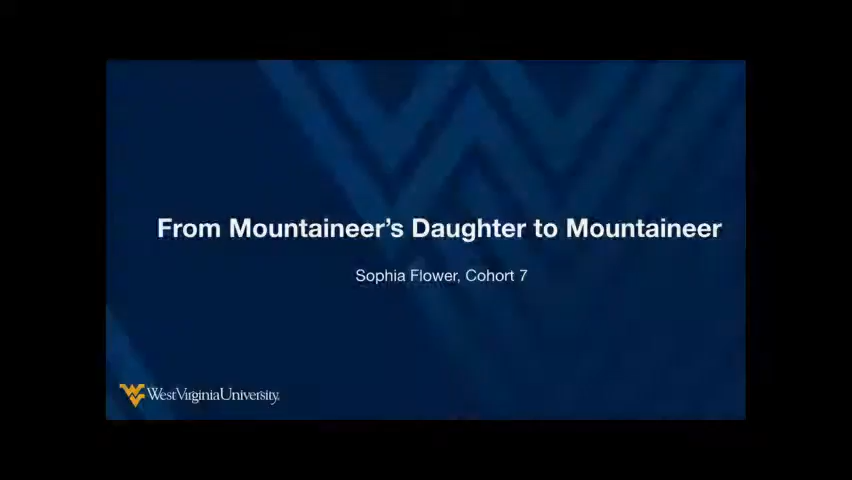 From Mountaineer's Daughter to Mountaineer
Sophia Flower, Cohort 7
WestVirginiaUniversity.